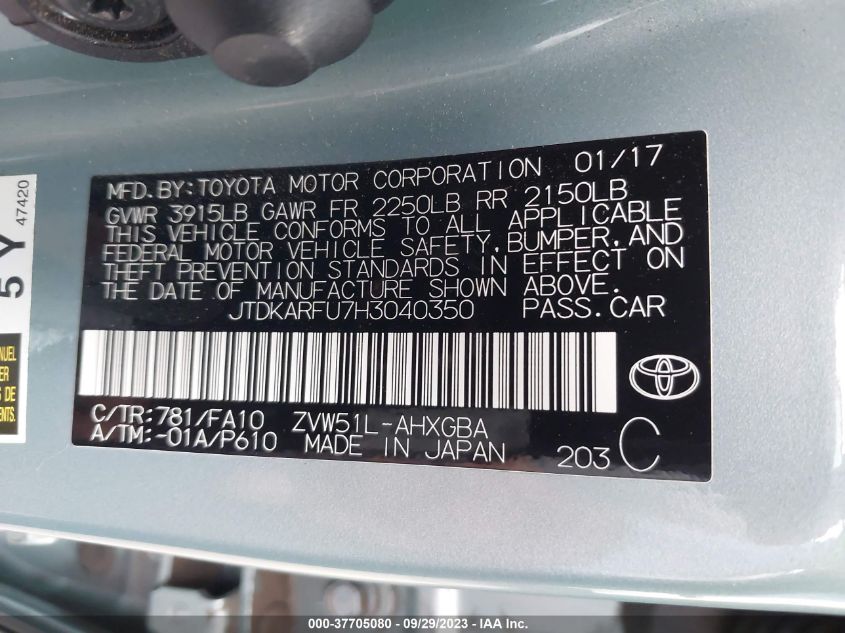 MFD. BY: TOYOTA MOTOR CORPORATION 01/17
GVWR 3915LB GAWR FR 2250LB RR 2150LB
THIS VEHICLE CONFORMS TO ALL APPLICABLE
FEDERAL MOTOR VEHICLE SAFETY, BUMPER, AND
THEFT PREVENTION STANDARDS IN EFFECT ON
THE DATE OF MANUFACTURE SHOWN ABOVE.
JTDKARFU7H3040350 PASS. CAR
C/TR: 781/FA10 ZVW51L-AHXGBA
A/TM: -01A/P610 MADE IN JAPAN 203 C
5 Y
47420
S DE
ENTS.
000-37705080 - 09/29/2023 - IAA Inc.